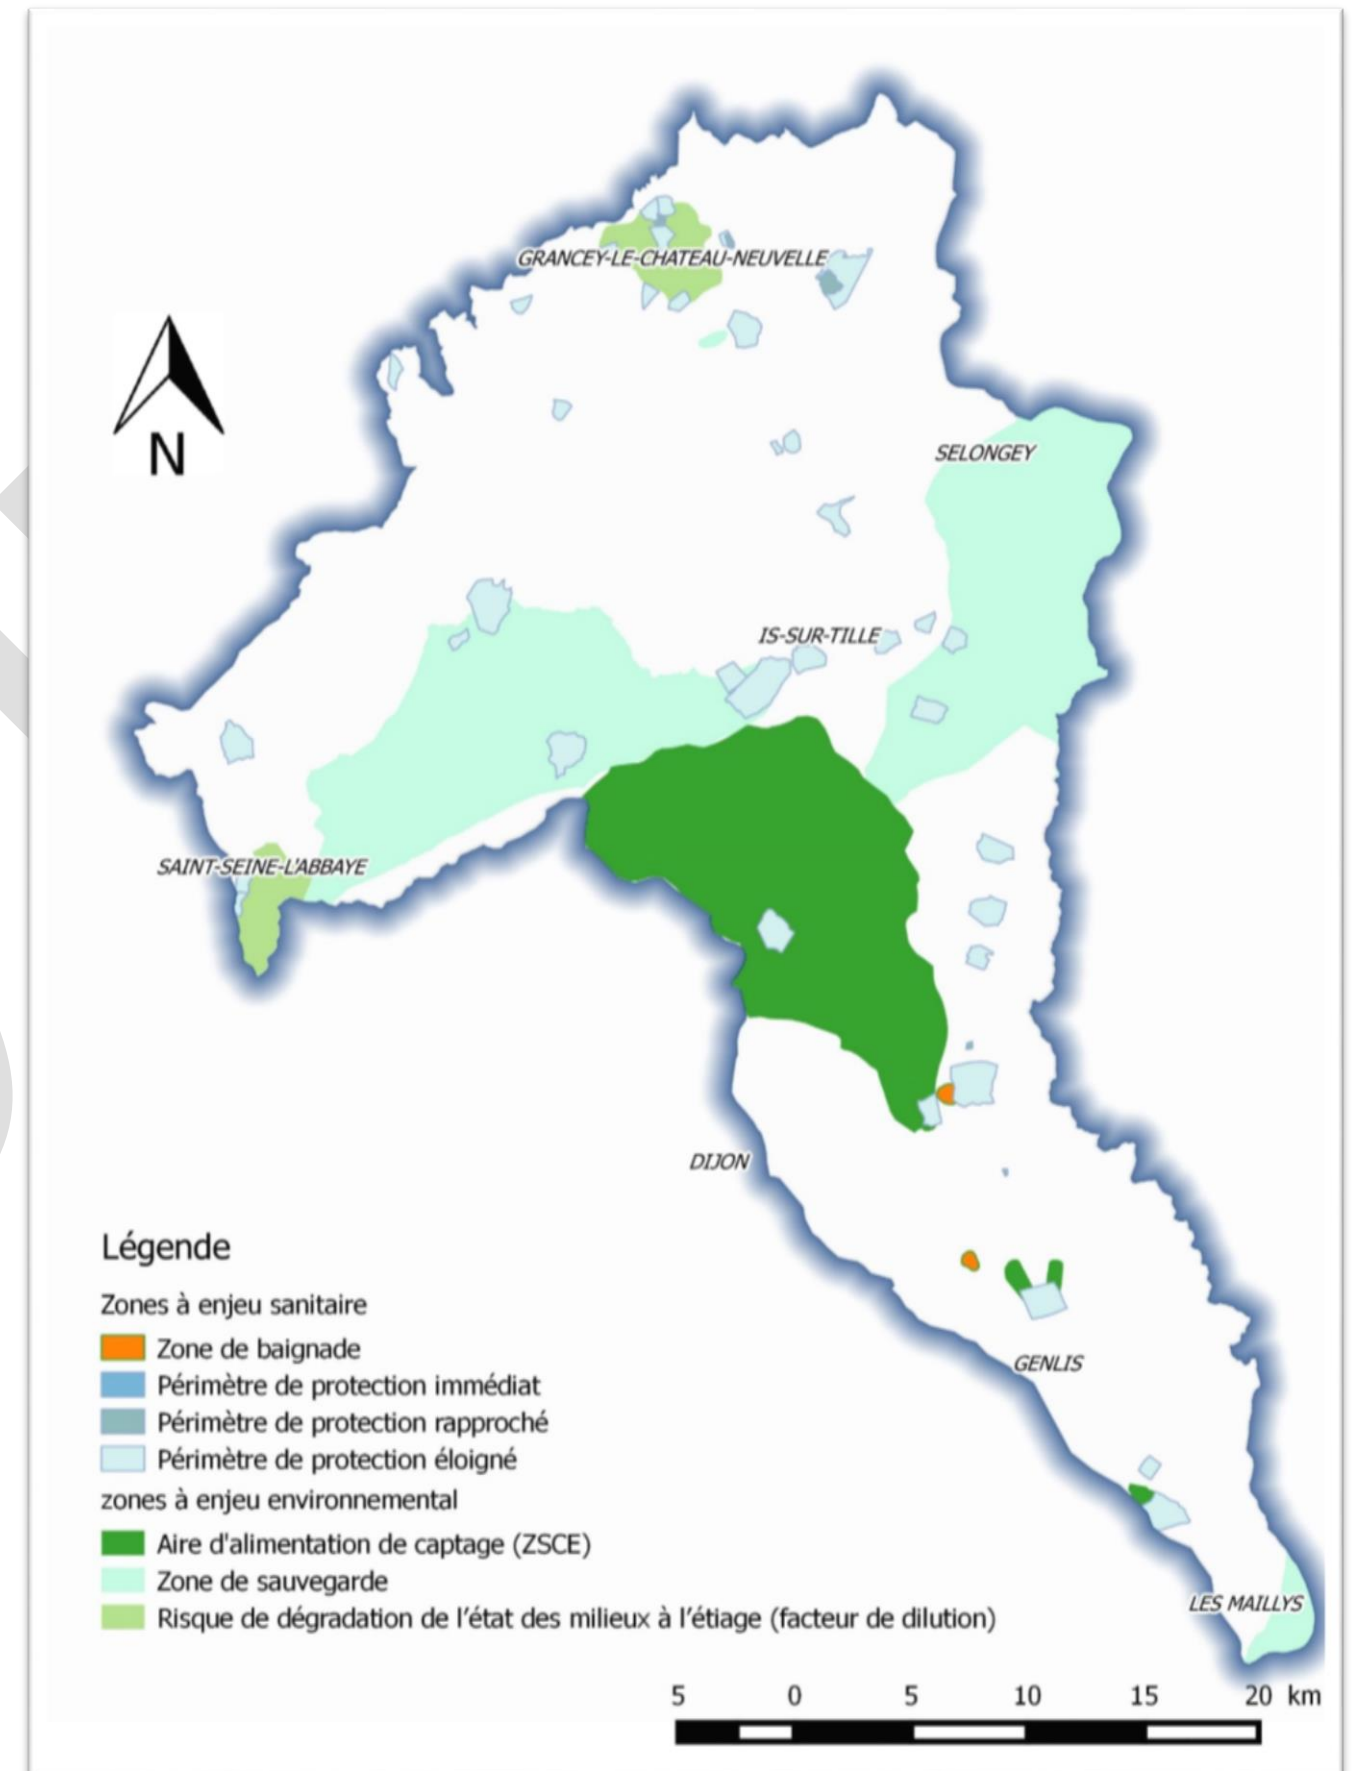 GRANCEY-LE-CHATEAU-NEUVELLE
N
SELONGEY
IS-SUR-TILLE
SAINT-SEINE-L'ABBAYE
DIJON
GENLIS
LES MAILLYS
Légende
Zones à enjeu sanitaire
Zone de baignade
Périmètre de protection immédiat
Périmètre de protection rapproché
Périmètre de protection éloigné
zones à enjeu environnemental
Aire d'alimentation de captage (ZSCE)
Zone de sauvegarde
Risque de dégradation de l’état des milieux à l’étiage (facteur de dilution)
5 0 5 10 15 20 km